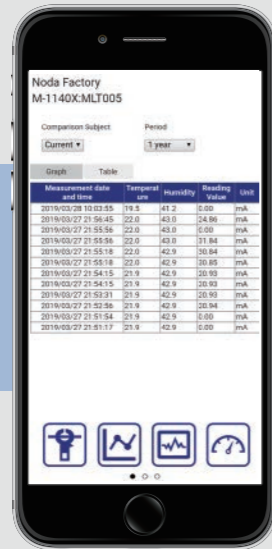 Noda Factory
M-1140X:MLT005
Comparison Subject Period
Current ▾ 1 year ▾
Graph Table
Measurement date and time Temperature Humidity Reading Value Unit
2019/03/28 10:03:55 19.5 41.2 0.00 mA
2019/03/27 21:56:45 22.0 43.0 24.86 mA
2019/03/27 21:55:56 22.0 43.0 0.00 mA
2019/03/27 21:55:56 22.0 43.0 31.84 mA
2019/03/27 21:55:18 22.0 42.9 30.84 mA
2019/03/27 21:55:18 22.0 42.9 20.85 mA
2019/03/27 21:54:15 21.9 42.9 20.93 mA
2019/03/27 21:54:15 21.9 42.9 20.93 mA
2019/03/27 21:53:31 21.9 42.9 20.93 mA
2019/03/27 21:52:56 21.9 42.9 20.94 mA
2019/03/27 21:51:54 21.9 42.9 0.00 mA
2019/03/27 21:51:17 21.9 42.9 0.00 mA